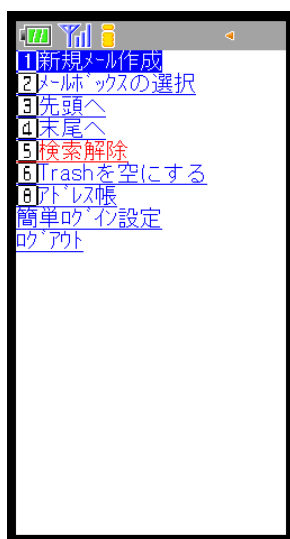 1新規ﾒｰﾙ作成
2ﾒｰﾙﾎﾞｯｸｽの選択
3先頭へ
4末尾へ
5検索解除
6Trashを空にする
8ｱﾄﾞﾚｽ帳
簡単ﾛｸﾞｲﾝ設定
ﾛｸﾞｱｳﾄ